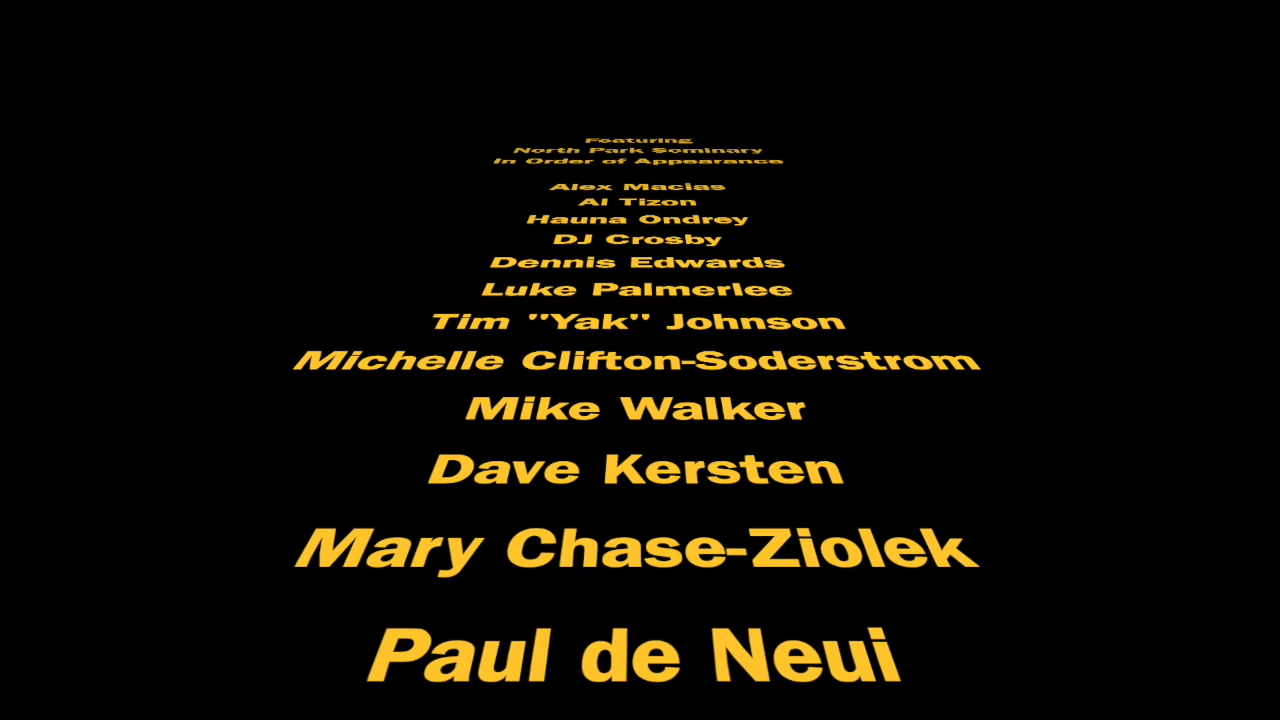 Featuring
North Park Seminary
In Order of Appearance
Alex Macias
Al Tizon
Hauna Ondrey
DJ Crosby
Dennis Edwards
Luke Palmerlee
Tim "Yak" Johnson
Michelle Clifton-Soderstrom
Mike Walker
Dave Kersten
Mary Chase-Ziolek
Paul de Neui